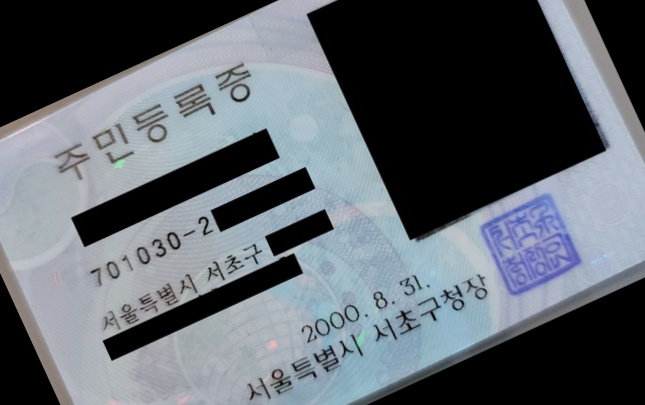 주민등록증
701030-2
서울특별시 서초구
2000. 8. 31.
서울특별시 서초구청장